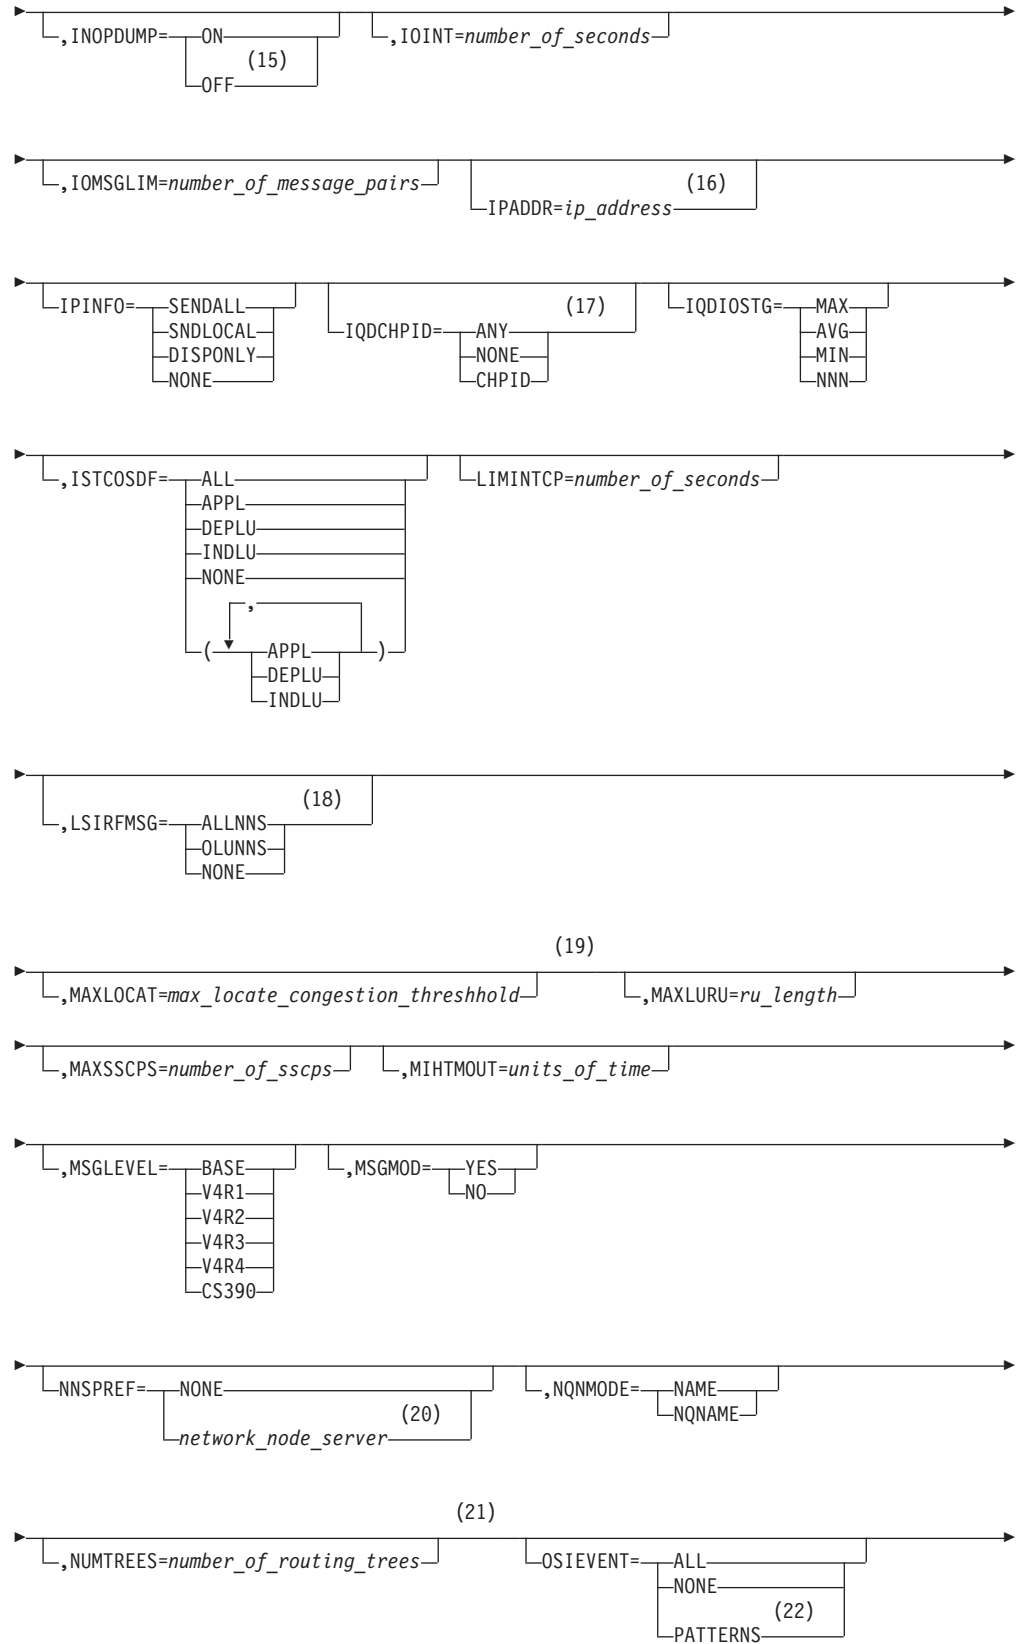 ,INOPDUMP= ON ,IOINT=number_of_seconds
(15)
OFF
,IOMSGLIM=number_of_message_pairs (16)
IPADDR=ip_address
IPINFO= SENDALL (17) IQDIOSTG= MAX
SNDLOCAL IQDCHPID= ANY AVG
DISPONLY NONE MIN
NONE CHPID NNN
,ISTCOSDF= ALL LIMINTCP=number_of_seconds
APPL
DEPLU
INDLU
NONE
,
( APPL )
DEPLU
INDLU
(18)
,LSIRFMSG= ALLNNS
OLUNNS
NONE
(19)
,MAXLOCAT=max_locate_congestion_threshhold ,MAXLURU=ru_length
,MAXSSCPS=number_of_sscps ,MIHTMOUT=units_of_time
,MSGLEVEL= BASE ,MSGMOD= YES
V4R1 NO
V4R2
V4R3
V4R4
CS390
NNSPREF= NONE ,NQNMODE= NAME
(20) NQNAME
network_node_server
(21)
,NUMTREES=number_of_routing_trees OSIEVENT= ALL
NONE
(22)
PATTERNS